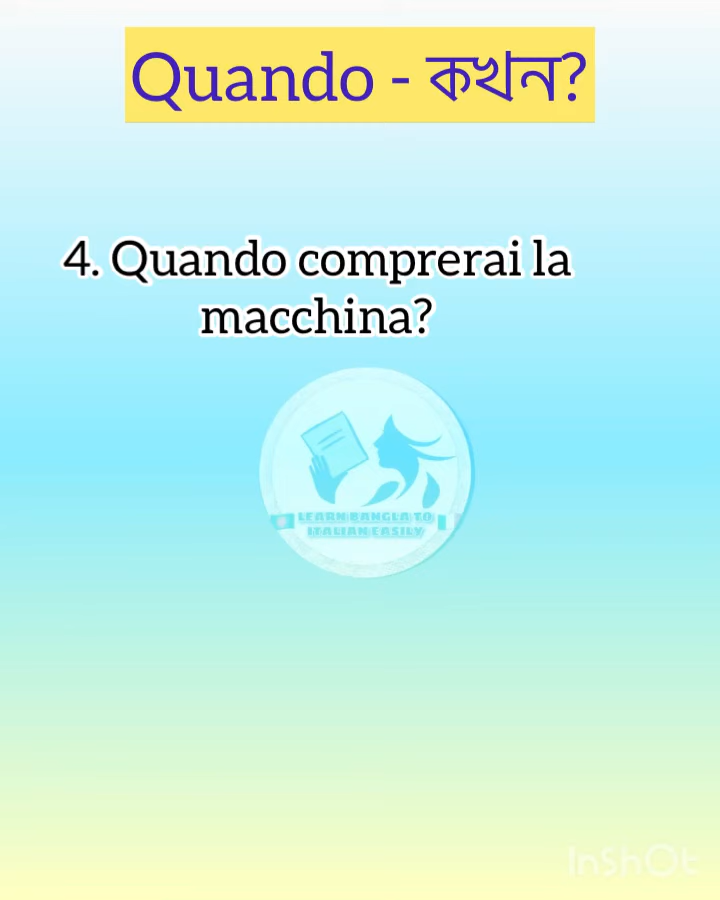 Quando - কখন?
4. Quando comprerai la
macchina?
LEARN BANGLA TO
ITALIAN EASILY
InShOt